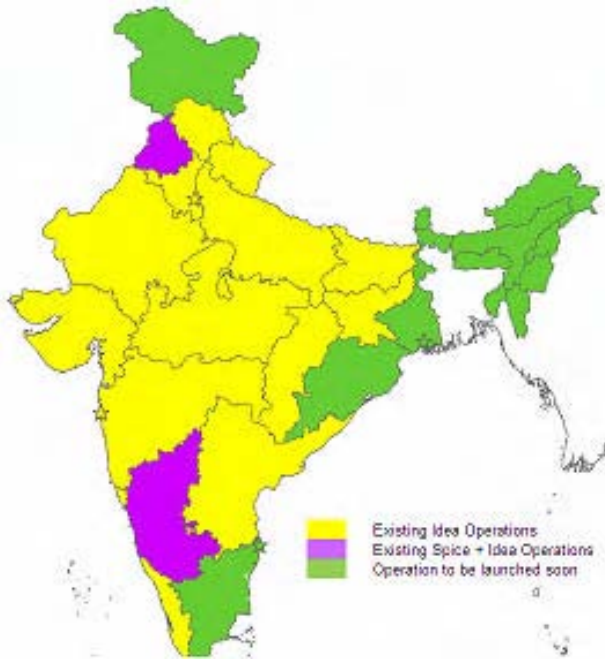 Existing Idea Operations
Existing Spice + Idea Operations
Operation to be launched soon